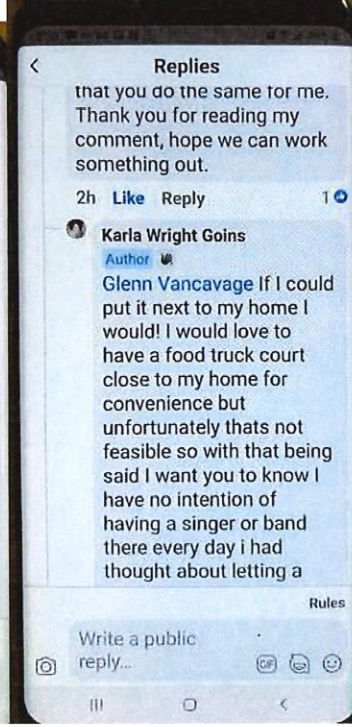 Replies
that you do the same for me.
Thank you for reading my
comment, hope we can work
something out.
2h Like Reply 1
Karla Wright Goins
Author
Glenn Vancavage If I could
put it next to my home I
would! I would love to
have a food truck court
close to my home for
convenience but
unfortunately thats not
feasible so with that being
said I want you to know I
have no intention of
having a singer or band
there every day i had
thought about letting a
Rules
Write a public
reply...
GIF